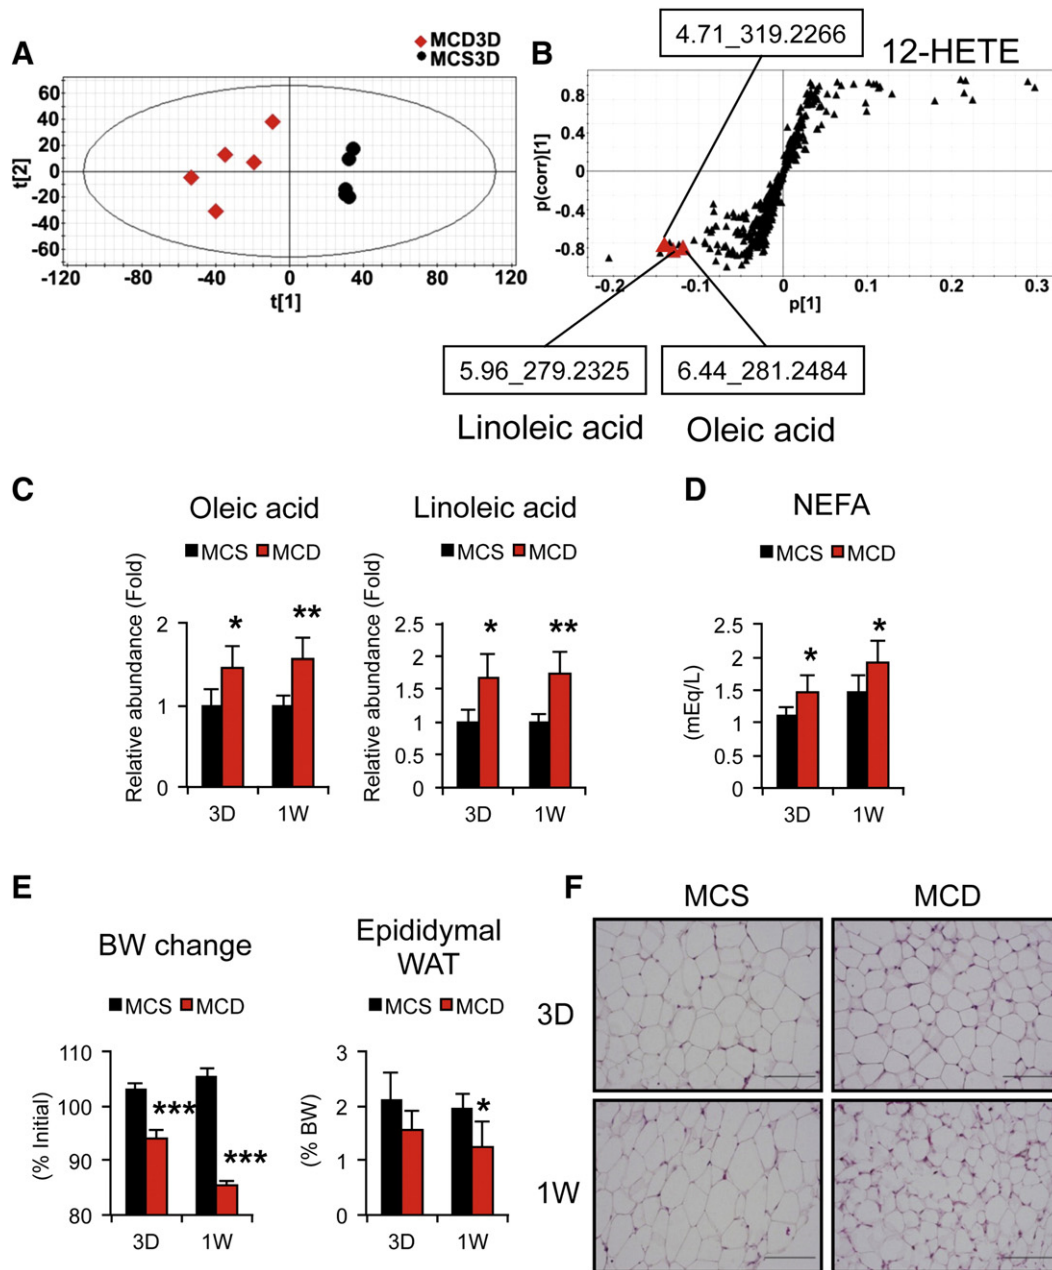 A
MCD3D
MCS3D
t[2]
60
40
20
0
-20
-40
-60
-120
-80
-40
0
40
80
120
t[1]
B
4.71_319.2266
12-HETE
p(corr)[1]
0.8
0.4
0
-0.4
-0.8
-0.2
-0.1
0
0.1
0.2
0.3
p[1]
5.96_279.2325
6.44_281.2484
Linoleic acid
Oleic acid
C
Oleic acid
MCS MCD
Relative abundance (Fold)
2
1
0
*
**
3D
1W
Linoleic acid
MCS MCD
Relative abundance (Fold)
2.5
2
1.5
1
0.5
0
*
**
3D
1W
D
NEFA
MCS MCD
(mEq/L)
2.5
2
1.5
1
0.5
0
*
*
3D
1W
E
BW change
MCS MCD
(% Initial)
110
100
90
80
***
***
3D
1W
Epididymal
WAT
MCS MCD
(% BW)
3
2
1
0
*
3D
1W
F
MCS
MCD
3D
1W